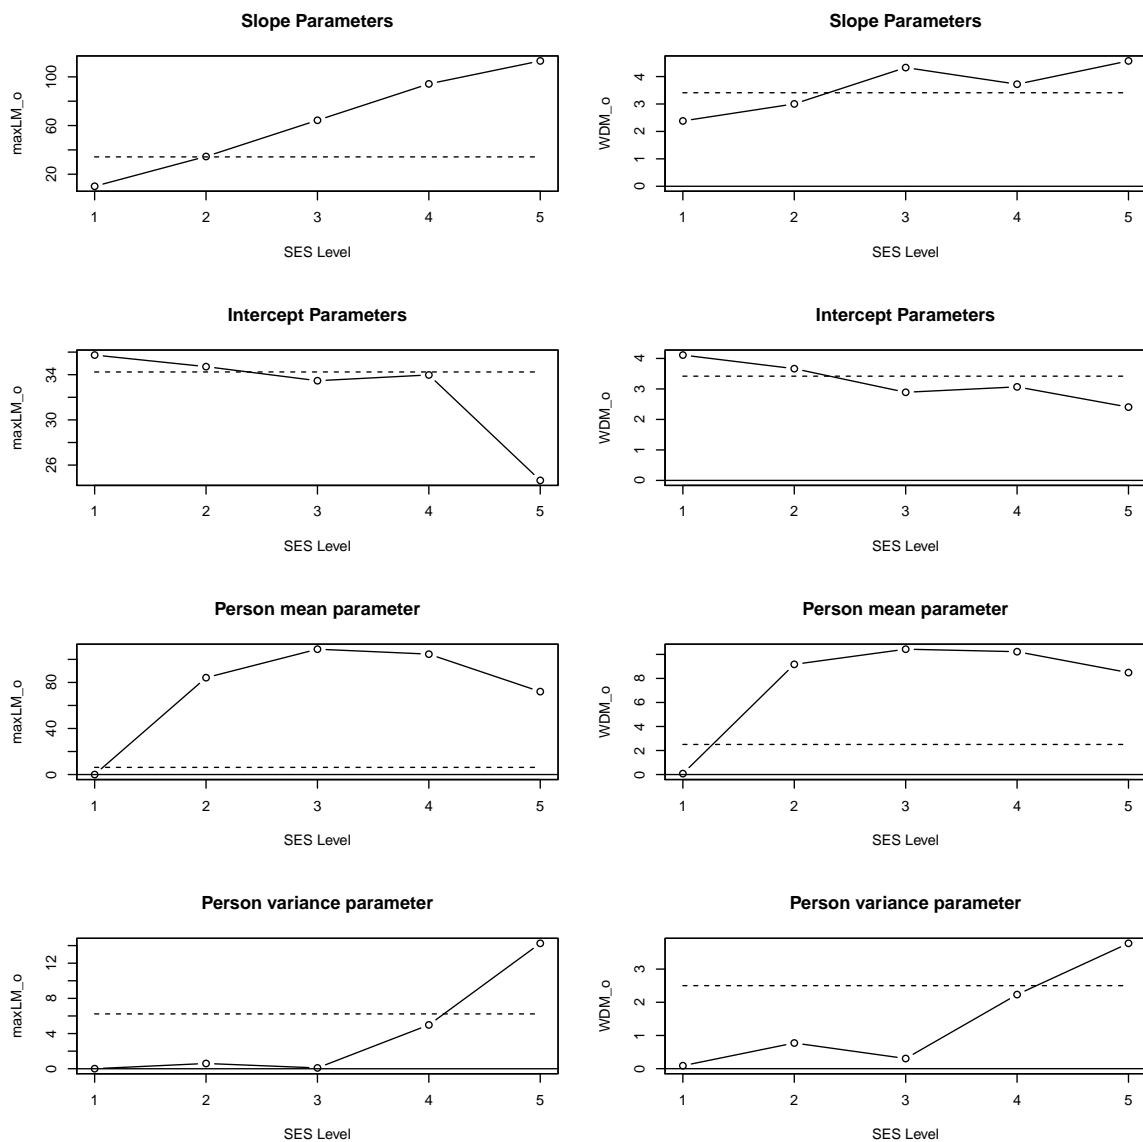 Slope Parameters
maxLM_o
20
60
100
1 2 3 4 5
SES Level
Slope Parameters
WDM_o
0
1
2
3
4
1 2 3 4 5
SES Level
Intercept Parameters
maxLM_o
26
30
34
1 2 3 4 5
SES Level
Intercept Parameters
WDM_o
0
1
2
3
4
1 2 3 4 5
SES Level
Person mean parameter
maxLM_o
0
40
80
1 2 3 4 5
SES Level
Person mean parameter
WDM_o
0
2
4
6
8
1 2 3 4 5
SES Level
Person variance parameter
maxLM_o
0
4
8
12
1 2 3 4 5
SES Level
Person variance parameter
WDM_o
0
1
2
3
1 2 3 4 5
SES Level